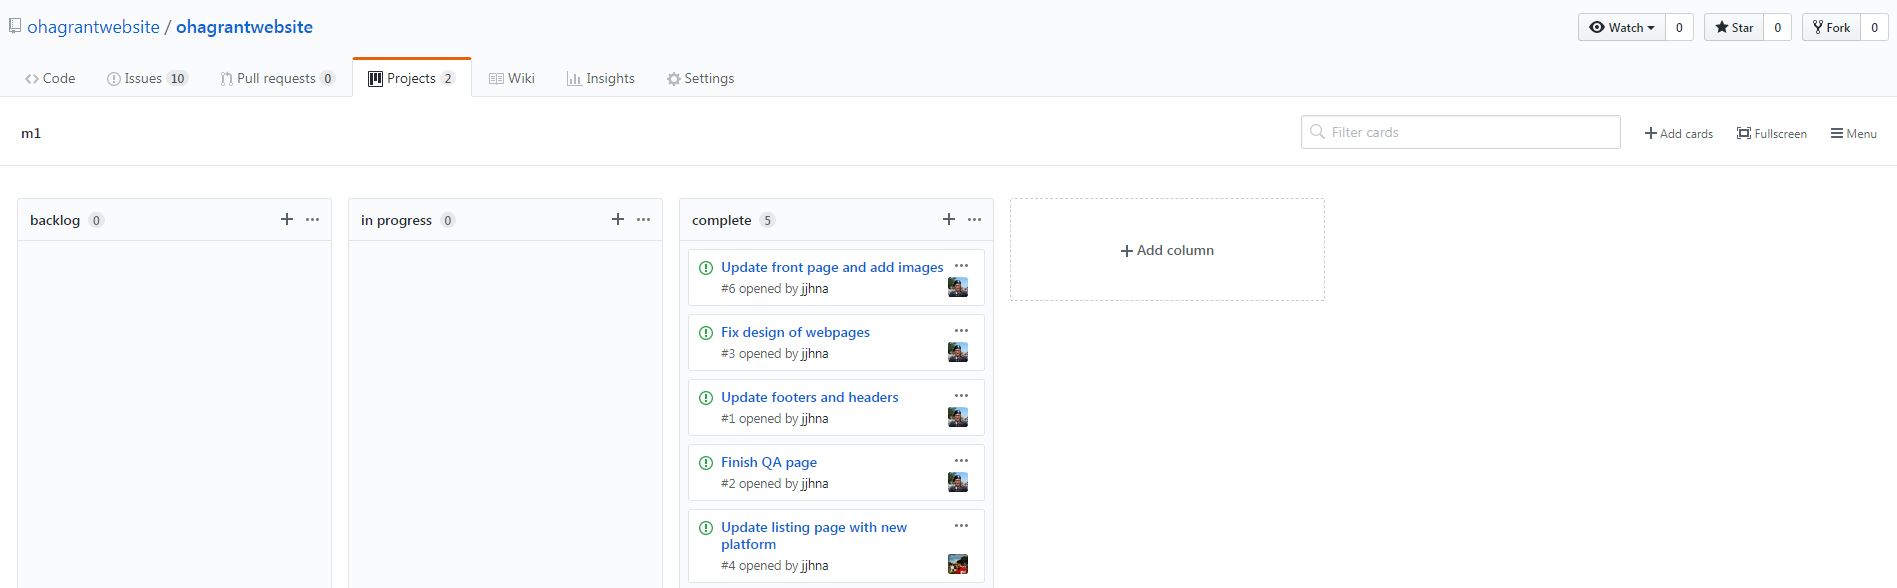 ohagrantwebsite / ohagrantwebsite
Watch 0 Star 0 Fork 0
Code Issues 10 Pull requests 0 Projects 2 Wiki Insights Settings
m1
Filter cards
Add cards Fullscreen Menu
backlog 0
in progress 0
complete 5
Update front page and add images
#6 opened by jjhna
Fix design of webpages
#3 opened by jjhna
Update footers and headers
#1 opened by jjhna
Finish QA page
#2 opened by jjhna
Update listing page with new
platform
#4 opened by jjhna
Add column